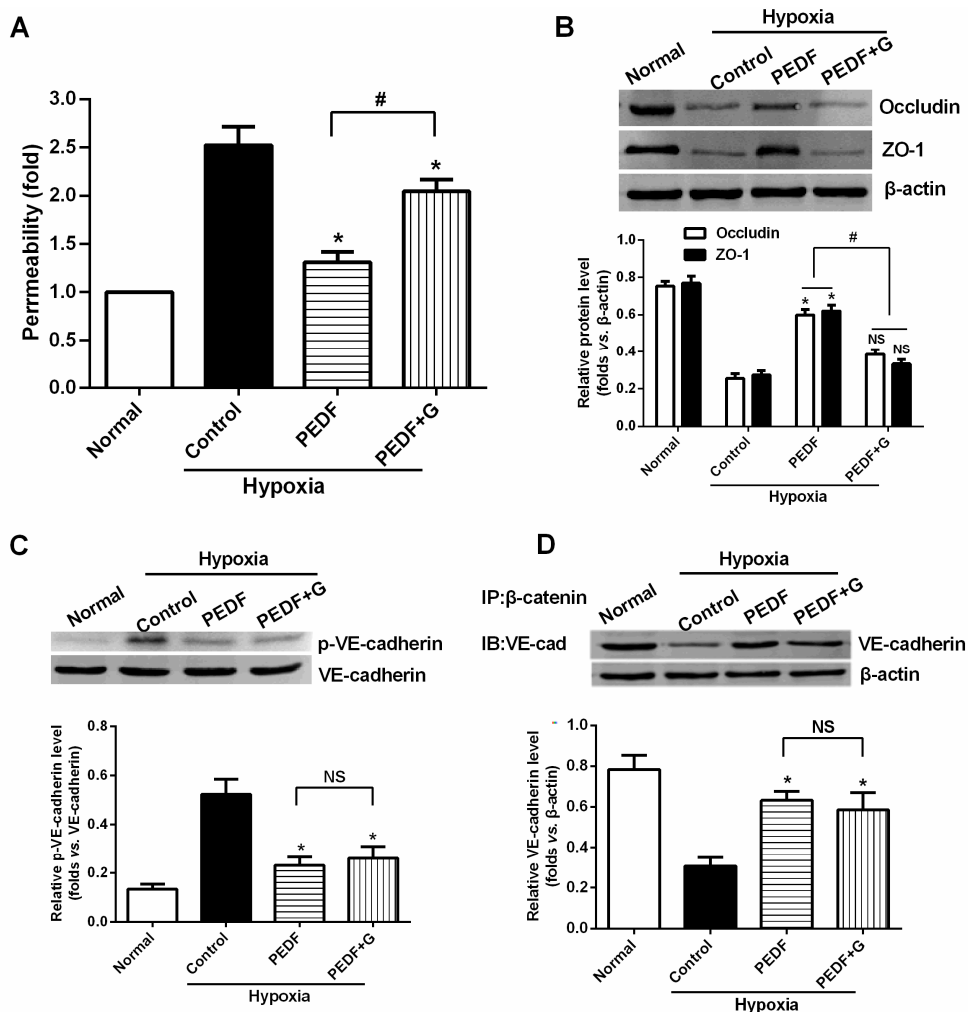 A
Perrmeability (fold)
3.0
2.5
2.0
1.5
1.0
0.5
0.0
#
*
*
Normal
Control
PEDF
PEDF+G
Hypoxia
B
Hypoxia
Normal
Control
PEDF
PEDF+G
Occludin
ZO-1
β-actin
Occludin
ZO-1
Relative protein level
(folds vs. β-actin)
1.0
0.8
0.6
0.4
0.2
0.0
#
* *
NS NS
Normal
Control
PEDF
PEDF+G
Hypoxia
C
Hypoxia
Normal
Control
PEDF
PEDF+G
p-VE-cadherin
VE-cadherin
Relative p-VE-cadherin level
(folds vs. VE-cadherin)
0.8
0.6
0.4
0.2
0.0
NS
*
*
Normal
Control
PEDF
PEDF+G
Hypoxia
D
Hypoxia
IP:β-catenin
Normal
Control
PEDF
PEDF+G
IB:VE-cad
VE-cadherin
β-actin
Relative VE-cadherin level
(folds vs. β-actin)
1.0
0.8
0.6
0.4
0.2
0.0
NS
*
*
Normal
Control
PEDF
PEDF+G
Hypoxia